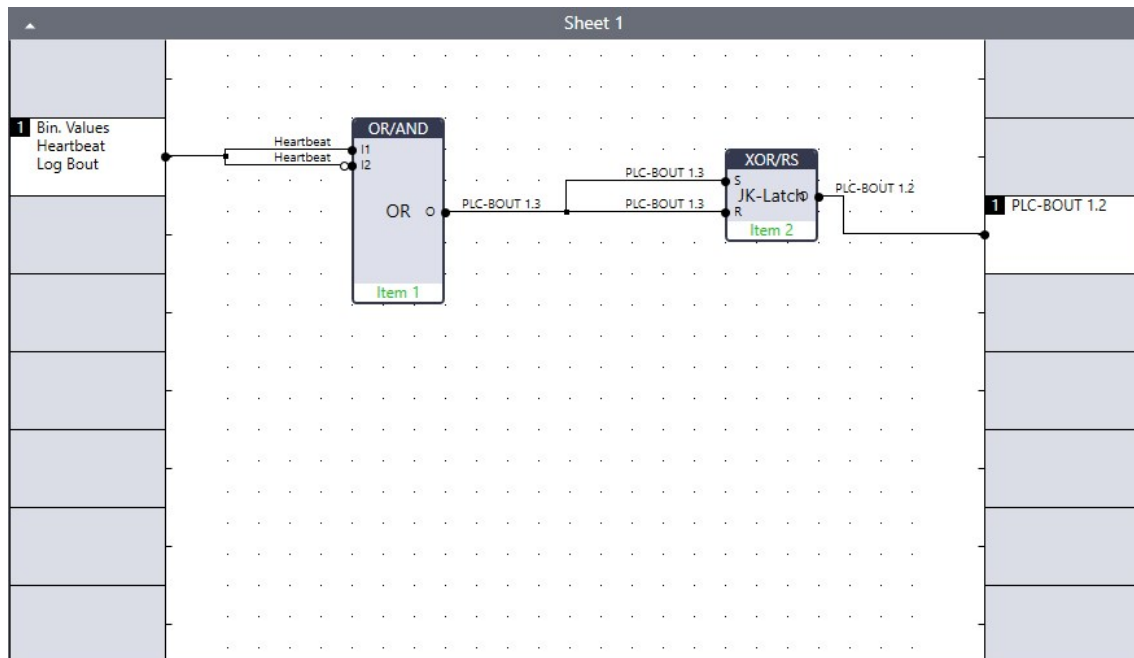 Sheet 1
1 Bin. Values
Heartbeat
Log Bout
Heartbeat
Heartbeat
OR/AND
I1
I2
OR O
Item 1
PLC-BOUT 1.3
PLC-BOUT 1.3
PLC-BOUT 1.3
XOR/RS
S
JK-Latch O
R
Item 2
PLC-BOUT 1.2
1 PLC-BOUT 1.2